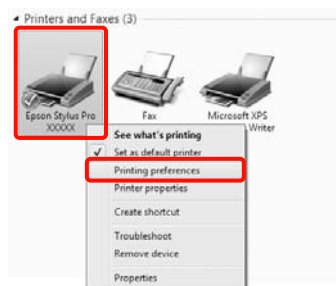 Printers and Faxes (3)
Epson Stylus Pro
XXXXX
Fax
Microsoft XPS
Writer
See what's printing
Set as default printer
Printing preferences
Printer properties
Create shortcut
Troubleshoot
Remove device
Properties